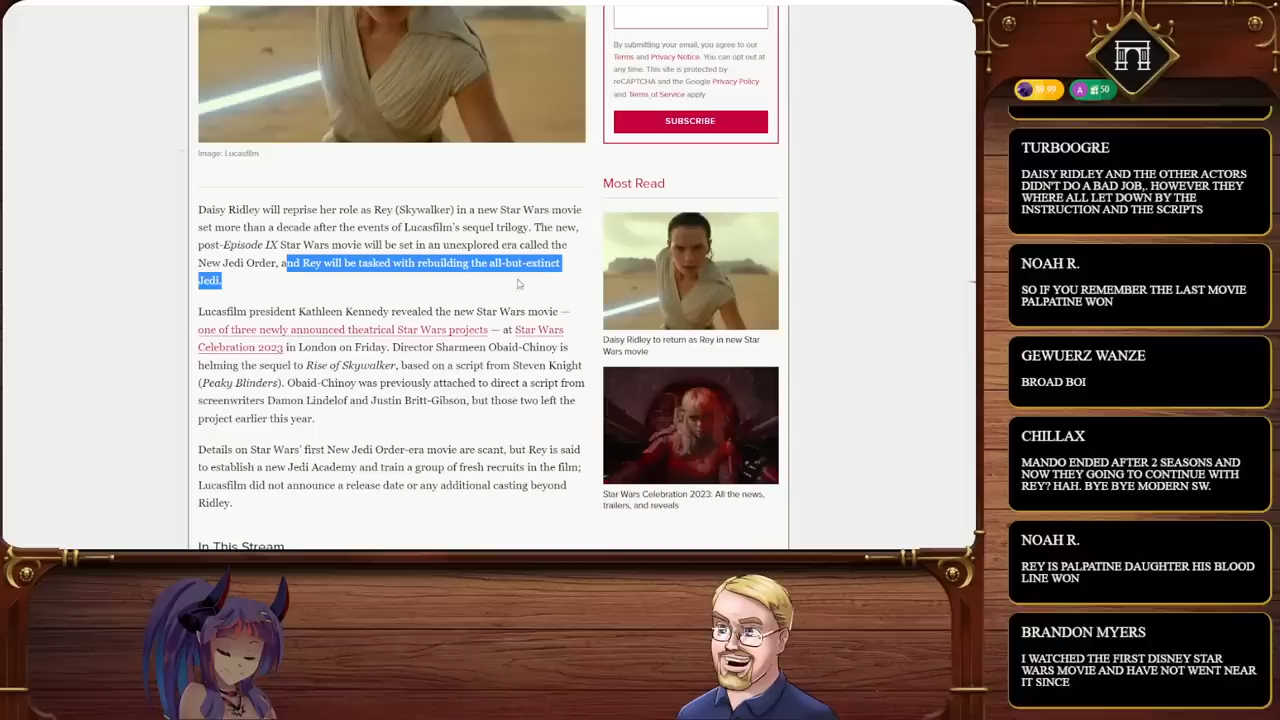 By submitting your email, you agree to our
Terms and Privacy Notice. You can opt out at
any time. This site is protected by
reCAPTCHA and the Google Privacy Policy
and Terms of Service apply
SUBSCRIBE
Image: Lucasfilm
Daisy Ridley will reprise her role as Rey (Skywalker) in a new Star Wars movie
set more than a decade after the events of Lucasfilm's sequel trilogy. The new,
post-Episode IX Star Wars movie will be set in an unexplored era called the
New Jedi Order, and Rey will be tasked with rebuilding the all-but-extinct
Jedi.
Lucasfilm president Kathleen Kennedy revealed the new Star Wars movie —
one of three newly announced theatrical Star Wars projects — at Star Wars
Celebration 2023 in London on Friday. Director Sharmeen Obaid-Chinoy is
helming the sequel to Rise of Skywalker, based on a script from Steven Knight
(Peaky Blinders). Obaid-Chinoy was previously attached to direct a script from
screenwriters Damon Lindelof and Justin Britt-Gibson, but those two left the
project earlier this year.
Details on Star Wars' first New Jedi Order-era movie are scant, but Rey is said
to establish a new Jedi Academy and train a group of fresh recruits in the film;
Lucasfilm did not announce a release date or any additional casting beyond
Ridley.
In This Stream
Most Read
Daisy Ridley to return as Rey in new Star
Wars movie
Star Wars Celebration 2023: All the news,
trailers, and reveals
$9.99
A 50
TURBOOGRE
DAISY RIDLEY AND THE OTHER ACTORS
DIDN'T DO A BAD JOB,. HOWEVER THEY
WHERE ALL LET DOWN BY THE
INSTRUCTION AND THE SCRIPTS
NOAH R.
SO IF YOU REMEMBER THE LAST MOVIE
PALPATINE WON
GEWUERZ WANZE
BROAD BOI
CHILLAX
MANDO ENDED AFTER 2 SEASONS AND
NOW THEY GOING TO CONTINUE WITH
REY? HAH. BYE BYE MODERN SW.
NOAH R.
REY IS PALPATINE DAUGHTER HIS BLOOD
LINE WON
BRANDON MYERS
I WATCHED THE FIRST DISNEY STAR
WARS MOVIE AND HAVE NOT WENT NEAR
IT SINCE